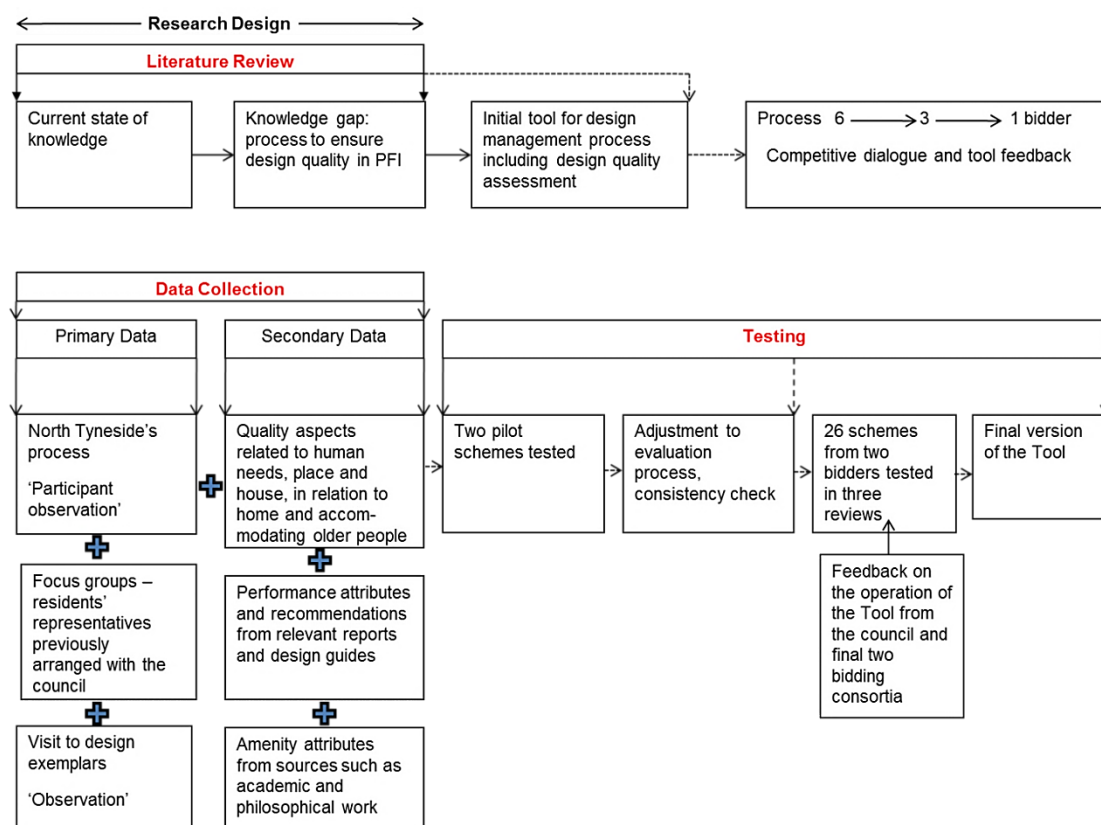 Research Design
Literature Review
Current state of
knowledge
Knowledge gap:
process to ensure
design quality in PFI
Initial tool for design
management process
including design quality
assessment
Process 6 3 1 bidder
Competitive dialogue and tool feedback
Data Collection
Primary Data
Secondary Data
Testing
North Tyneside's
process
'Participant
observation'
Quality aspects
related to human
needs, place and
house, in relation to
home and accom-
modating older people
Two pilot
schemes tested
Adjustment to
evaluation
process,
consistency check
26 schemes
from two
bidders tested
in three
reviews
Final version
of the Tool
Focus groups –
residents'
representatives
previously
arranged with the
council
Performance attributes
and recommendations
from relevant reports
and design guides
Feedback on
the operation of
the Tool from
the council and
final two
bidding
consortia
Visit to design
exemplars
'Observation'
Amenity attributes
from sources such as
academic and
philosophical work